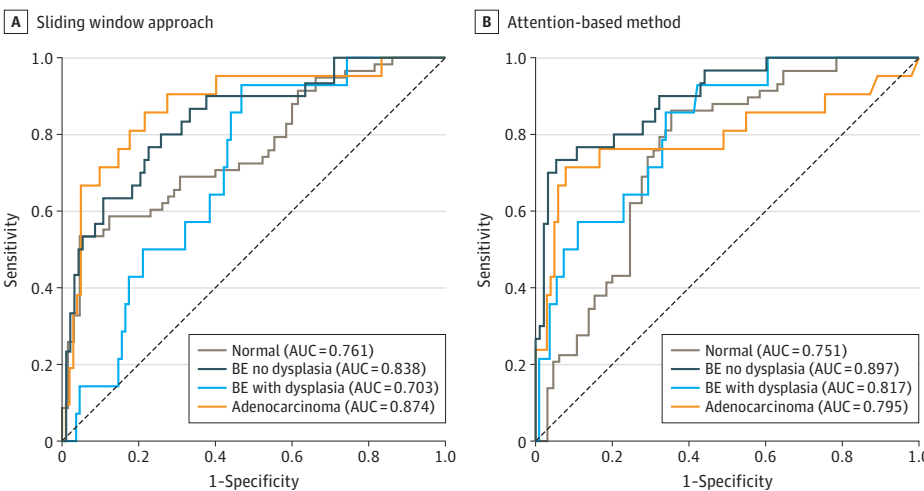 A Sliding window approach
1.0
0.8
0.6
0.4
0.2
0
Sensitivity
0 0.2 0.4 0.6 0.8 1.0
1-Specificity
Normal (AUC=0.761)
BE no dysplasia (AUC=0.838)
BE with dysplasia (AUC=0.703)
Adenocarcinoma (AUC=0.874)
B Attention-based method
1.0
0.8
0.6
0.4
0.2
0
Sensitivity
0 0.2 0.4 0.6 0.8 1.0
1-Specificity
Normal (AUC=0.751)
BE no dysplasia (AUC=0.897)
BE with dysplasia (AUC=0.817)
Adenocarcinoma (AUC=0.795)